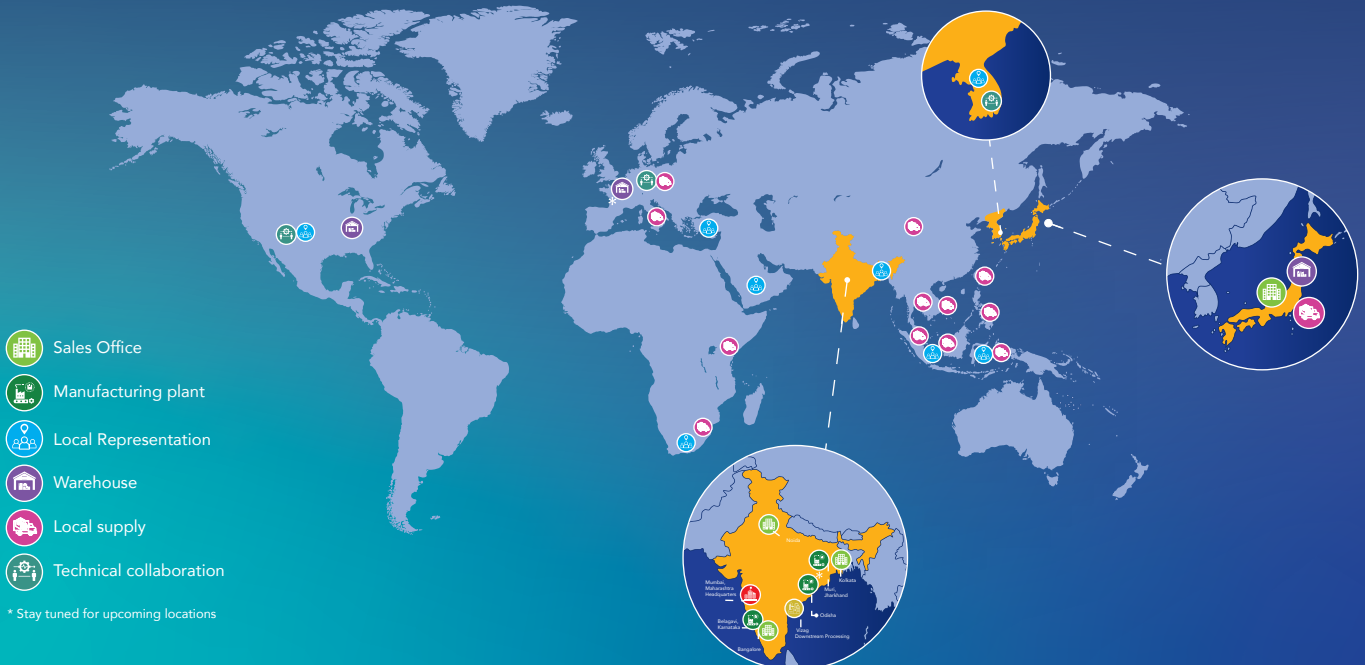 Sales Office
Manufacturing plant
Local Representation
Warehouse
Local supply
Technical collaboration
* Stay tuned for upcoming locations
*
Noida
Kolkata
*
Muri,
Jharkhand
Mumbai,
Maharashtra
Headquarters
Odisha
Belagavi,
Karnataka
Vizag
Downstream Processing
Bangalore